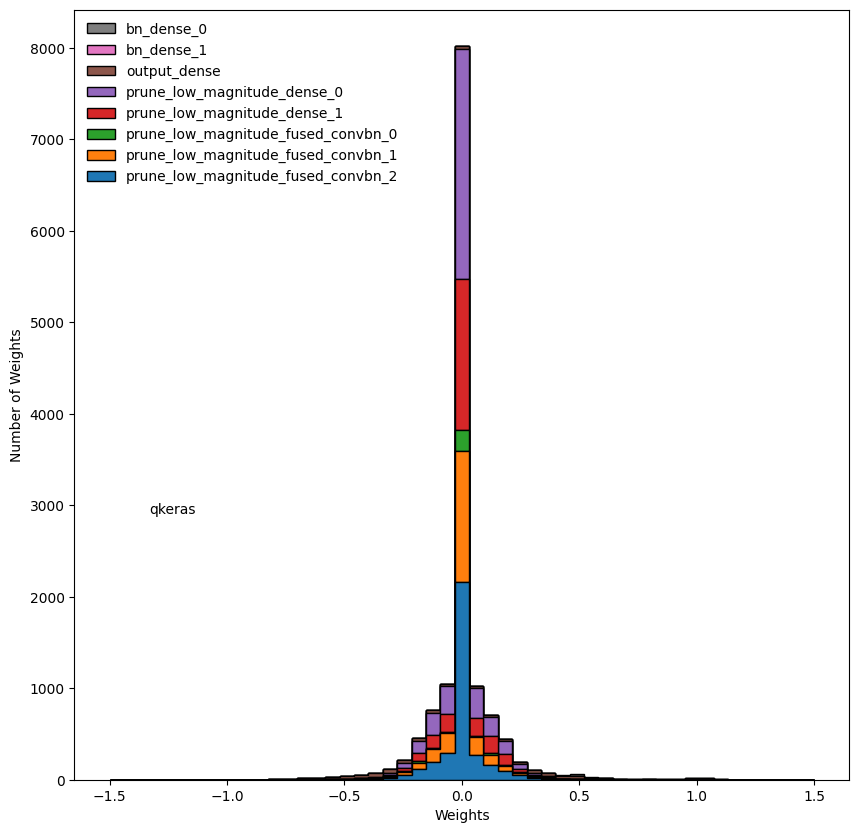 bn_dense_0
bn_dense_1
output_dense
prune_low_magnitude_dense_0
prune_low_magnitude_dense_1
prune_low_magnitude_fused_convbn_0
prune_low_magnitude_fused_convbn_1
prune_low_magnitude_fused_convbn_2
8000
7000
6000
5000
4000
3000
2000
1000
0
Number of Weights
qkeras
−1.5 −1.0 −0.5 0.0 0.5 1.0 1.5
Weights